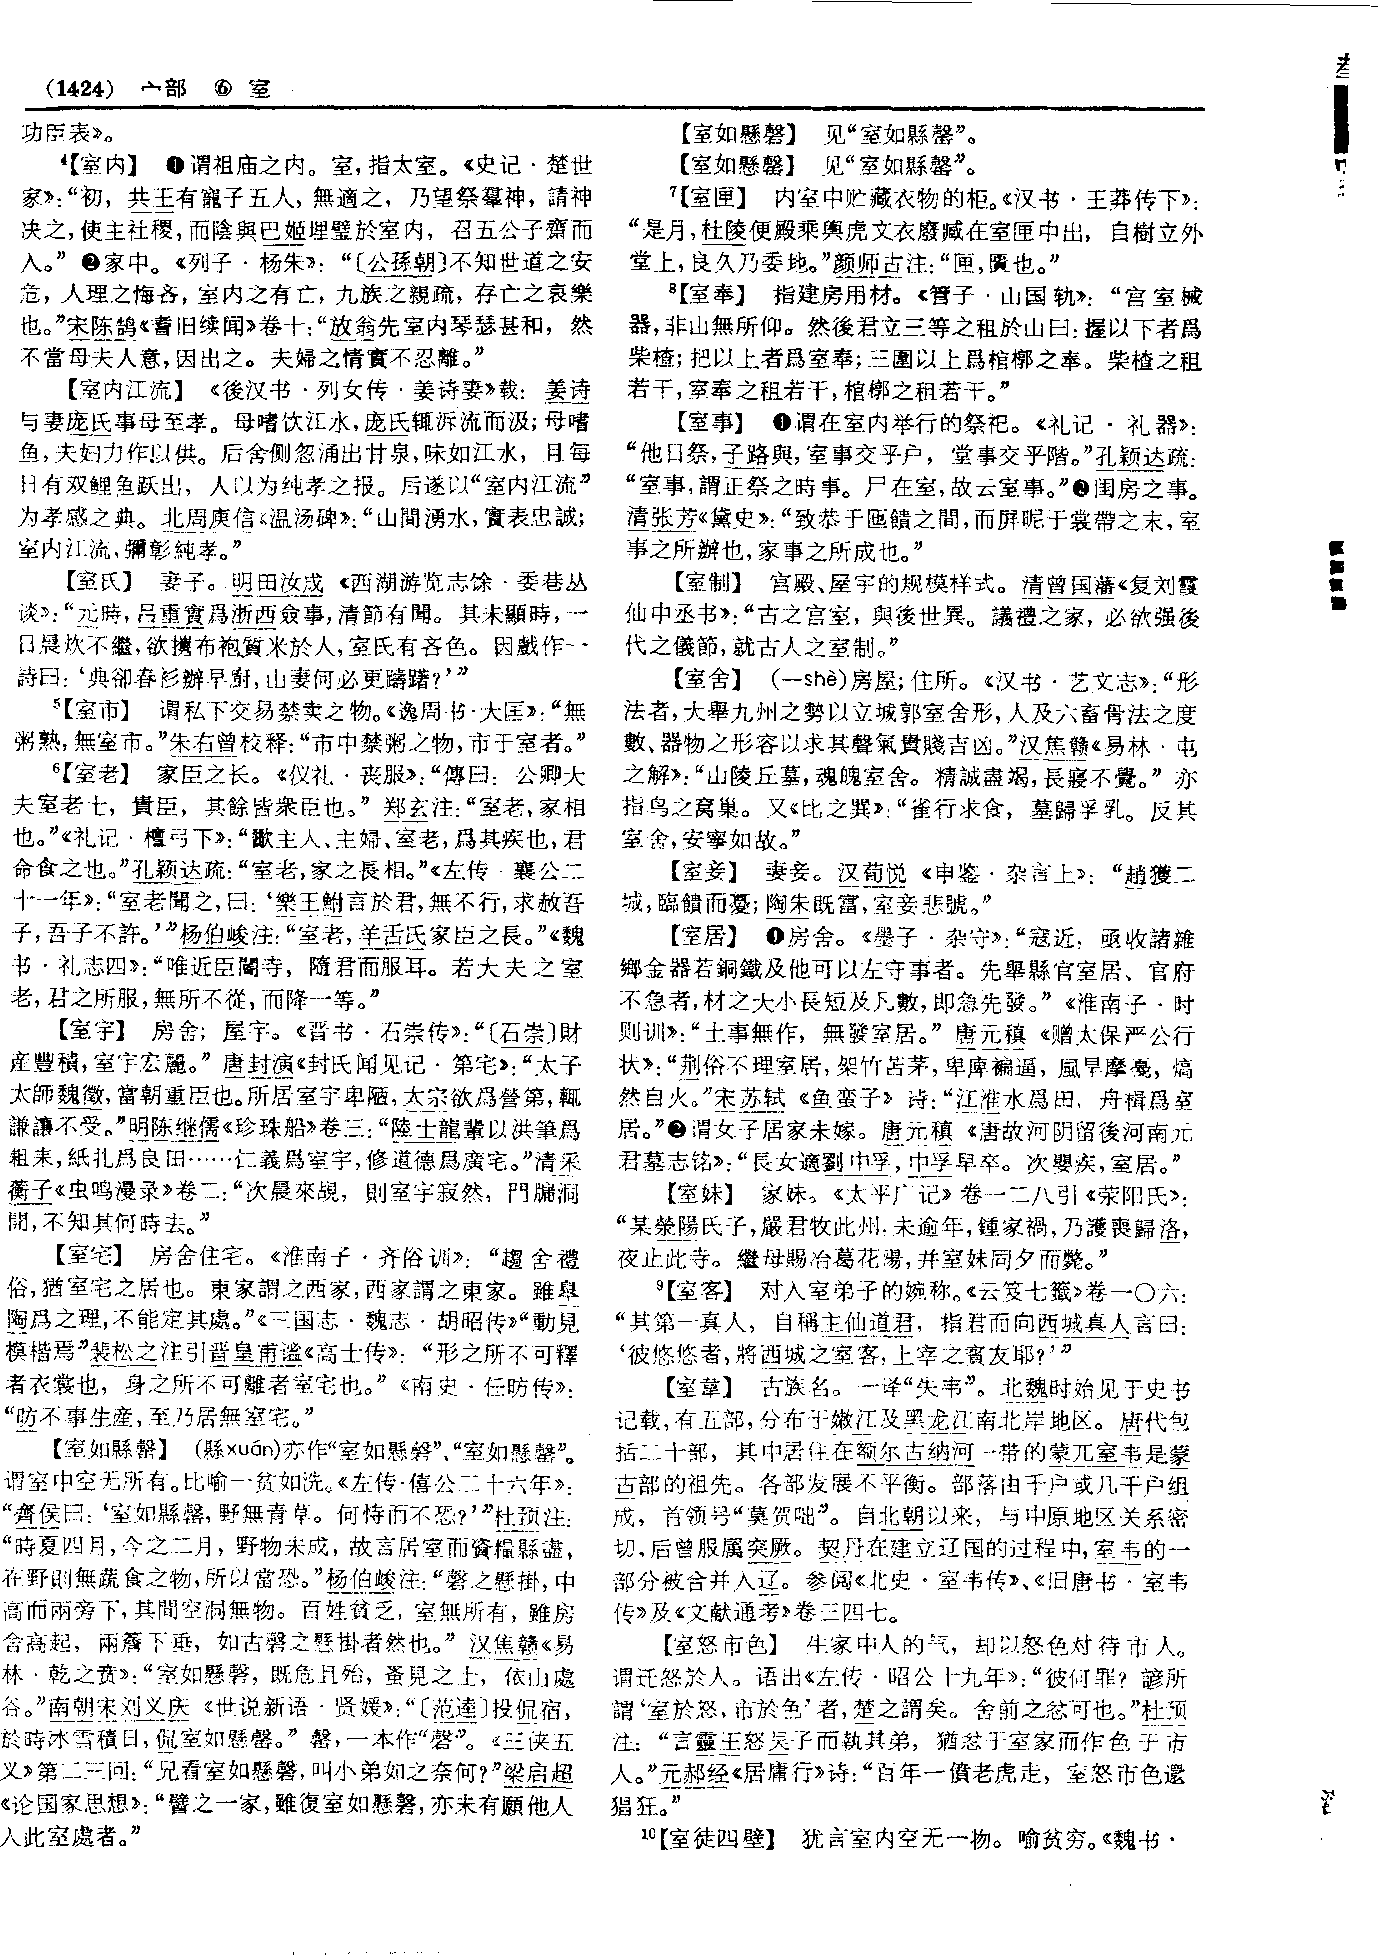 (1424) 宀部 ⑥ 室
功臣表》。
⁴【室内】 ❶谓祖庙之内。室,指太室。《史记·楚世
家》:“初,共王有寵子五人,無適立,乃望祭羣神,請神
决之,使主社稷,而陰與巴姬埋璧於室内,召五公子齋而
入。” ❷家中。《列子·杨朱》:“〔公孫朝〕不知世道之安
危,人理之悔吝,室内之有亡,九族之親疏,存亡之哀樂
也。”宋陈鹄《耆旧续闻》卷十:“放翁先室内琴瑟甚和,然
不當母夫人意,因出之。夫婦之情實不忍離。”
【室内江流】 《後汉书·列女传·姜诗妻》载:姜诗
与妻庞氏事母至孝。母嗜饮江水,庞氏辄泝流而汲;母嗜
鱼,夫妇力作以供。后舍侧忽涌出甘泉,味如江水,且每
日有双鲤鱼跃出,人以为纯孝之报。后遂以“室内江流”
为孝感之典。北周庾信《温汤碑》:“山間湧水,實表忠誠;
室内江流,彌彰純孝。”
【室氏】 妻子。明田汝成《西湖游览志馀·委巷丛
谈》:“元時,吕重實爲浙西僉事,清節有聞。其未顯時,一
日晨炊不繼,欲攜布袍質米於人,室氏有吝色。因戲作一
詩曰:‘典卻春衫辦早廚,山妻何必更躊躇?’”
⁵【室市】 谓私下交易禁卖之物。《逸周书·大匡》:“無
粥熟,無室市。”朱右曾校释:“市中禁粥之物,市于室者。”
⁶【室老】 家臣之长。《仪礼·丧服》:“傳曰:公卿大
夫室老士,貴臣,其餘皆衆臣也。”郑玄注:“室老,家相
也。”《礼记·檀弓下》:“歠主人、主婦、室老,爲其疾也,君
命食之也。”孔颖达疏:“室老,家之長相。”《左传·襄公二
十一年》:“室老聞之,曰:‘樂王鮒言於君,無不行,求赦吾
子,吾子不許。’”杨伯峻注:“室老,羊舌氏家臣之長。”《魏
书·礼志四》:“唯近臣閽寺,隨君而服耳。若大夫之室
老,君之所服,無所不從,而降一等。”
【室宇】 房舍;屋宇。《晋书·石崇传》:“〔石崇〕財
産豐積,室宇宏麗。”唐封演《封氏闻见记·第宅》:“太子
太師魏徵,當朝重臣也。所居室宇卑陋,太宗欲爲營第,輒
謙讓不受。”明陈继儒《珍珠船》卷三:“陸士龍輩以洪筆爲
鉏耒,紙扎爲良田……仁義爲室宇,修道德爲廣宅。”清采
蘅子《虫鸣漫录》卷二:“次晨來覘,則室宇寂然,門牖洞
開,不知其何時去。”
【室宅】 房舍住宅。《淮南子·齐俗训》:“趨舍禮
俗,猶室宅之居也。東家謂之西家,西家謂之東家。雖皋
陶爲之理,不能定其處。”《三国志·魏志·胡昭传》“動見
模楷焉”裴松之注引晋皇甫谧《高士传》:“形之所不可釋
者衣裳也,身之所不可離者室宅也。”《南史·任昉传》:
“昉不事生産,至乃居無室宅。”
【室如縣罄】 (縣xuán)亦作“室如懸磬”、“室如懸罄”。
谓室中空无所有。比喻一贫如洗。《左传·僖公二十六年》:
“齊侯曰:‘室如縣罄,野無青草。何恃而不恐?’”杜预注:
“時夏四月,今之二月,野物未成,故言居室而資糧縣盡,
在野則無蔬食之物,所以當恐。”杨伯峻注:“磬之懸掛,中
高而兩旁下,其間空洞無物。百姓貧乏,室無所有,雖房
舍高起,兩簷下垂,如古磬之懸掛者然也。”汉焦赣《易
林·乾之贲》:“室如懸磬,既危且殆,蚤見之士,依山處
谷。”南朝宋刘义庆《世说新语·贤媛》:“〔范逵〕投侃宿,
於時冰雪積日,侃室如懸磬。”磬,一本作“罄”。《三侠五
义》第二三回:“兄看室如懸磬,叫小弟如之奈何?”梁启超
《论国家思想》:“譬之一家,雖復室如懸磬,亦未有願他人
入此室處者。”
【室如懸磬】 见“室如縣罄”。
【室如懸罄】 见“室如縣罄”。
⁷【室匣】 内室中贮藏衣物的柜。《汉书·王莽传下》:
“是月,杜陵便殿乘輿虎文衣廢臧在室匣中出,自樹立外
堂上,良久乃委地。”颜师古注:“匣,匱也。”
⁸【室奉】 指建房用材。《管子·山国轨》:“宫室械
器,非山無所仰。然後君立三等之租於山曰:握以下者爲
柴楂;把以上者爲室奉;三圍以上爲棺槨之奉。柴楂之租
若干,室奉之租若干,棺槨之租若干。”
【室事】 ❶谓在室内举行的祭祀。《礼记·礼器》:
“他日祭,子路與,室事交乎户,堂事交乎階。”孔颖达疏:
“室事,謂正祭之時事。尸在室,故云室事。”❷闺房之事。
清张芳《黛史》:“致恭于匜饋之間,而屏昵于裳帶之末,室
事之所辦也,家事之所成也。”
【室制】 宫殿、屋宇的规模样式。清曾国藩《复刘霞
仙中丞书》:“古之宫室,與後世異。議禮之家,必欲强後
代之儀節,就古人之室制。”
【室舍】 (—shè)房屋;住所。《汉书·艺文志》:“形
法者,大舉九州之勢以立城郭室舍形,人及六畜骨法之度
數、器物之形容以求其聲氣貴賤吉凶。”汉焦赣《易林·屯
之解》:“山陵丘墓,魂魄室舍。精誠盡竭,長寢不覺。”亦
指鸟之窝巢。又《比之巽》:“雀行求食,墓歸孚乳。反其
室舍,安寧如故。”
【室妾】 妻妾。汉荀悦《申鉴·杂言上》:“趙獲二
城,臨饋而憂;陶朱既富,室妾悲號。”
【室居】 ❶房舍。《墨子·杂守》:“寇近,亟收諸雜
鄉金器若銅鐵及他可以左守事者。先舉縣官室居、官府
不急者,材之大小長短及凡數,即急先發。”《淮南子·时
则训》:“土事無作,無發室居。”唐元稹《赠太保严公行
状》:“荆俗不理室居,架竹苫茅,卑庳褊逼,風旱摩戛,熇
然自火。”宋苏轼《鱼蛮子》诗:“江淮水爲田,舟楫爲室
居。”❷谓女子居家未嫁。唐元稹《唐故河阴留後河南元
君墓志铭》:“長女適劉中孚,中孚早卒。次嬰疾,室居。”
【室妹】 家妹。《太平广记》卷一二八引《荥阳氏》:
“某滎陽氏子,嚴君牧此州,未逾年,鍾家禍,乃護喪歸洛,
夜止此寺。繼母賜冶葛花湯,并室妹同夕而斃。”
⁹【室客】 对入室弟子的婉称。《云笈七籤》卷一〇六:
“其第一真人,自稱主仙道君,指君而向西城真人言曰:
‘彼悠悠者,將西城之室客,上宰之賓友耶?’”
【室韋】 古族名。一译“失韦”。北魏时始见于史书
记载,有五部,分布于嫩江及黑龙江南北岸地区。唐代包
括二十部,其中居住在额尔古纳河一带的蒙兀室韦是蒙
古部的祖先。各部发展不平衡。部落由千户或几千户组
成,首领号“莫贺咄”。自北朝以来,与中原地区关系密
切,后曾服属突厥。契丹在建立辽国的过程中,室韦的一
部分被合并入辽。参阅《北史·室韦传》、《旧唐书·室韦
传》及《文献通考》卷三四七。
【室怒市色】 生家中人的气,却以怒色对待市人。
谓迁怒於人。语出《左传·昭公十九年》:“彼何罪?諺所
謂‘室於怒,市於色’者,楚之謂矣。舍前之忿可也。”杜预
注:“言靈王怒吴子而執其弟,猶忿于室家而作色于市
人。”元郝经《居庸行》诗:“百年一僨老虎走,室怒市色還
猖狂。”
¹⁰【室徒四壁】 犹言室内空无一物。喻贫穷。《魏书·